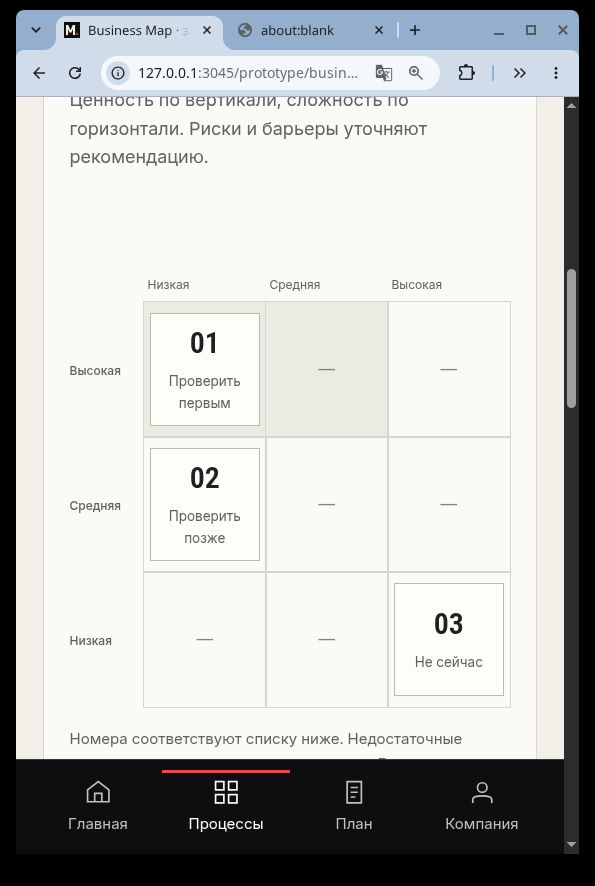 Business Map · з
about:blank
127.0.0.1:3045/prototype/busin...
Ценность по вертикали, сложность по
горизонтали. Риски и барьеры уточняют
рекомендацию.
Низкая Средняя Высокая
Высокая
01
Проверить
первым
—
—
Средняя
02
Проверить
позже
—
—
Низкая
—
—
03
Не сейчас
Номера соответствуют списку ниже. Недостаточные
Главная Процессы План Компания